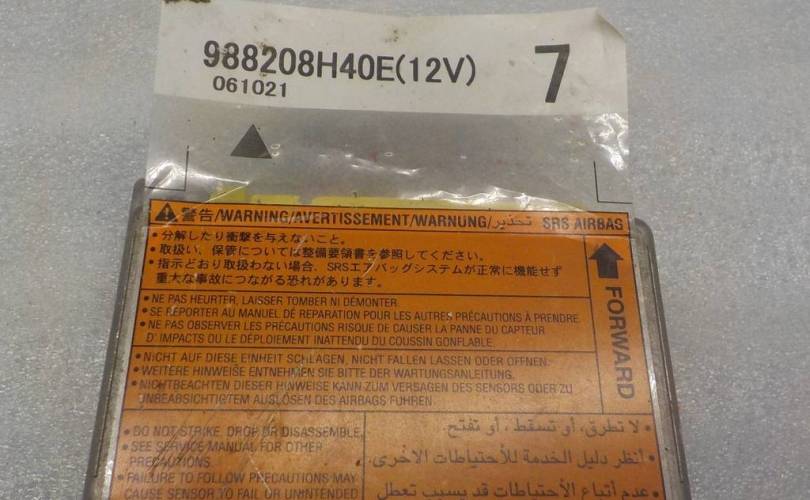 988208H40E(12V) 7
061021
警告/WARNING/AVERTISSEMENT/WARNUNG/تحذير SRS AIRBAG
• 分解したり衝撃を与えないこと。
• 取扱い、保管については整備要領書を参照してください。
• 指示どおり取扱わない場合、SRSエアバッグシステムが正常に機能せず
重大な事故につながる恐れがあります。
FORWARD
• NE PAS HEURTER, LAISSER TOMBER NI DÉMONTER.
• SE REPORTER AU MANUEL DE REPARATION POUR LES AUTRES PRÉCAUTIONS À PRENDRE.
• NE PAS OBSERVER LES PRÉCAUTIONS RISQUE DE CAUSER LA PANNE DU CAPTEUR
D'IMPACTS OU LE DÉPLOIEMENT INATTENDU DU COUSSIN GONFLABLE.
• NICHT AUF DIESE EINHEIT SCHLAGEN, NICHT FALLEN LASSEN ODER ÖFFNEN.
• WEITERE HINWEISE ENTNEHMEN SIE BITTE DER WARTUNGSANLEITUNG.
• NICHTBEACHTEN DIESER HINWEISE KANN ZUM VERSAGEN DES SENSORS ODER ZU
UNBEABSICHTIGTEM AUSLÖSEN DES AIRBAGS FÜHREN.
• DO NOT STRIKE, DROP OR DISASSEMBLE.
• SEE SERVICE MANUAL FOR OTHER
PRECAUTIONS.
• FAILURE TO FOLLOW PRECAUTIONS MAY
CAUSE SENSOR TO FAIL OR UNINTENDED
• لا تطرق، أو تسقط، أو تفتح.
• أنظر دليل الخدمة للأحتياطات الاخرى.
• عدم أتباع الأحتياطات قد يسبب تعطل